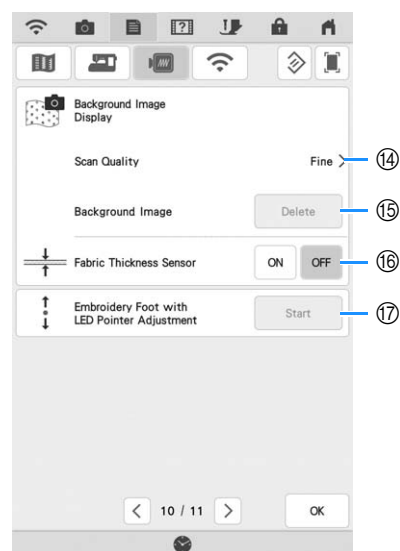 Background Image
Display
Scan Quality
Fine >
⑭
Background Image
Delete
⑮
Fabric Thickness Sensor
ON
OFF
⑯
Embroidery Foot with
LED Pointer Adjustment
Start
⑰
< 10 / 11 >
OK